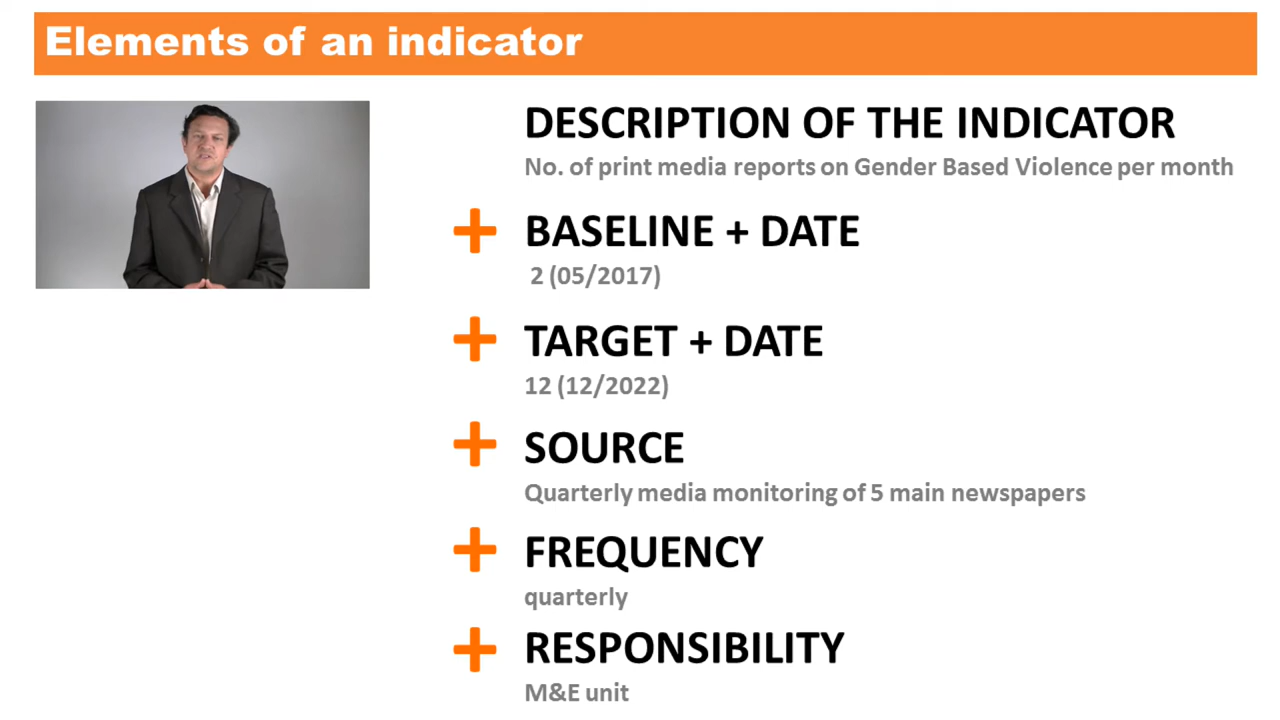 Elements of an indicator
DESCRIPTION OF THE INDICATOR
No. of print media reports on Gender Based Violence per month
+ BASELINE + DATE
2 (05/2017)
+ TARGET + DATE
12 (12/2022)
+ SOURCE
Quarterly media monitoring of 5 main newspapers
+ FREQUENCY
quarterly
+ RESPONSIBILITY
M&E unit